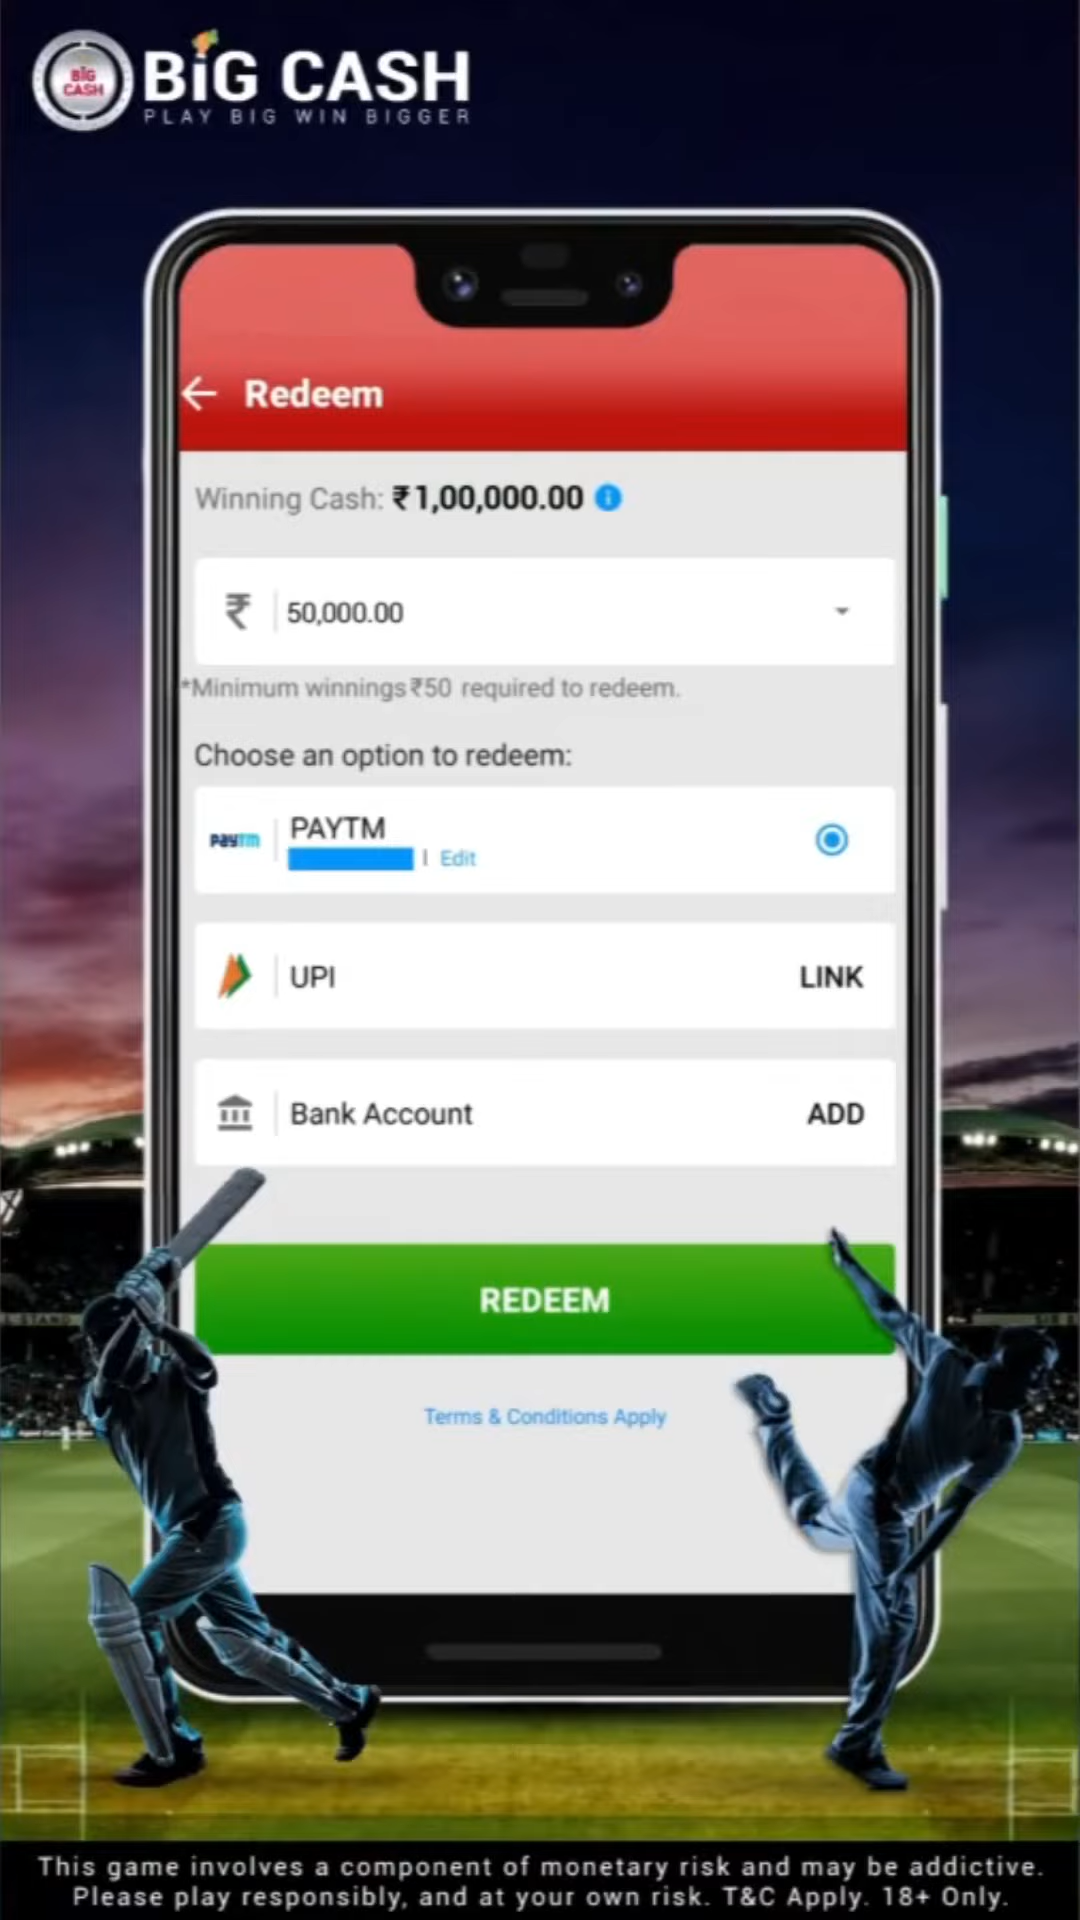 BIG CASH
BiG CASH
PLAY BIG WIN BIGGER
Redeem
Winning Cash: ₹1,00,000.00
₹ 50,000.00
*Minimum winnings ₹50 required to redeem.
Choose an option to redeem:
Paytm PAYTM
| Edit
UPI LINK
Bank Account ADD
REDEEM
Terms & Conditions Apply
This game involves a component of monetary risk and may be addictive.
Please play responsibly, and at your own risk. T&C Apply. 18+ Only.